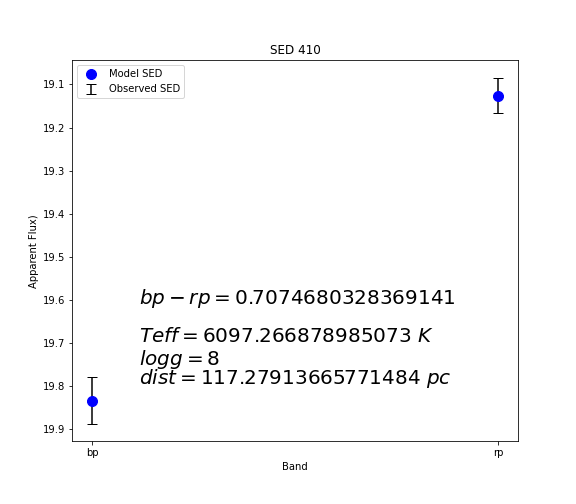 SED 410
Model SED
Observed SED
19.1
19.2
19.3
19.4
19.5
19.6
19.7
19.8
19.9
Apparent Flux)
bp − rp = 0.7074680328369141
Teff = 6097.266878985073 K
logg = 8
dist = 117.27913665771484 pc
bp
rp
Band